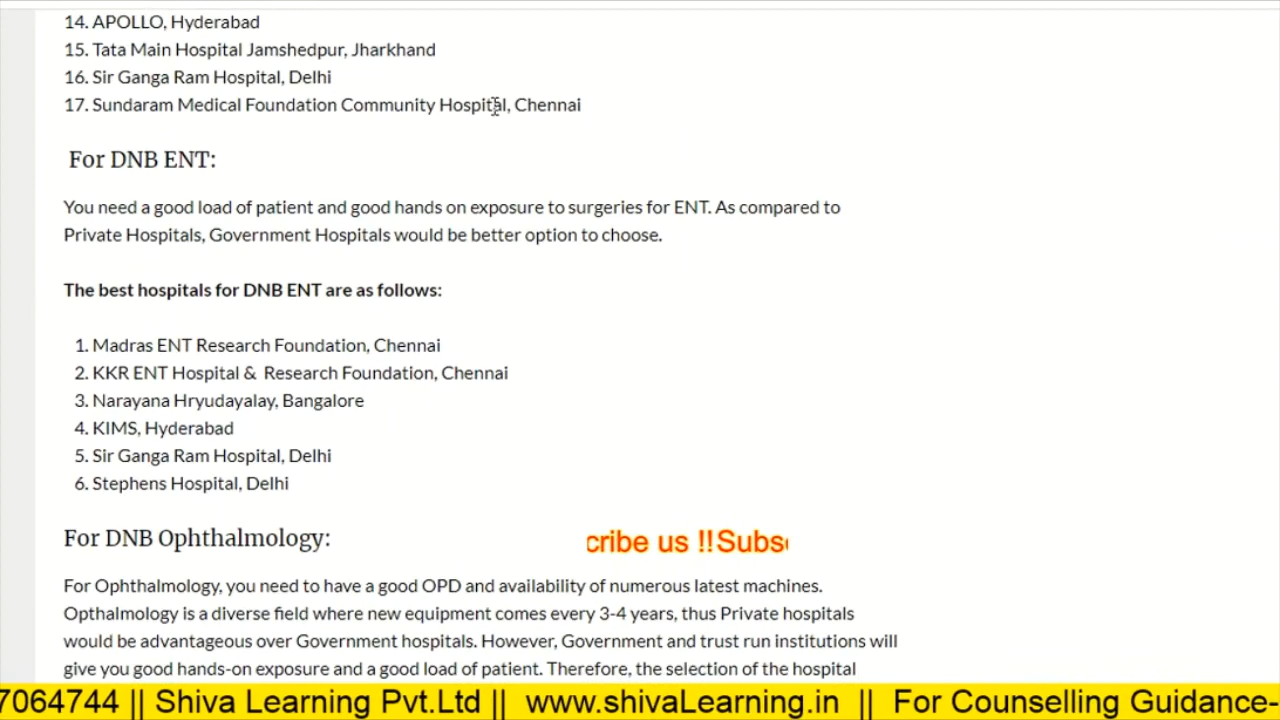 14. APOLLO, Hyderabad
15. Tata Main Hospital Jamshedpur, Jharkhand
16. Sir Ganga Ram Hospital, Delhi
17. Sundaram Medical Foundation Community Hospital, Chennai
For DNB ENT:
You need a good load of patient and good hands on exposure to surgeries for ENT. As compared to
Private Hospitals, Government Hospitals would be better option to choose.
The best hospitals for DNB ENT are as follows:
1. Madras ENT Research Foundation, Chennai
2. KKR ENT Hospital & Research Foundation, Chennai
3. Narayana Hryudayalay, Bangalore
4. KIMS, Hyderabad
5. Sir Ganga Ram Hospital, Delhi
6. Stephens Hospital, Delhi
For DNB Ophthalmology:
cribe us !!Subs
For Ophthalmology, you need to have a good OPD and availability of numerous latest machines.
Opthalmology is a diverse field where new equipment comes every 3-4 years, thus Private hospitals
would be advantageous over Government hospitals. However, Government and trust run institutions will
give you good hands-on exposure and a good load of patient. Therefore, the selection of the hospital
7064744 || Shiva Learning Pvt.Ltd || www.shivaLearning.in || For Counselling Guidance-